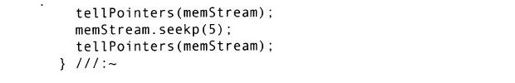 tellPointers(memStream);
memStream.seekp(5);
tellPointers(memStream);
} ///:~